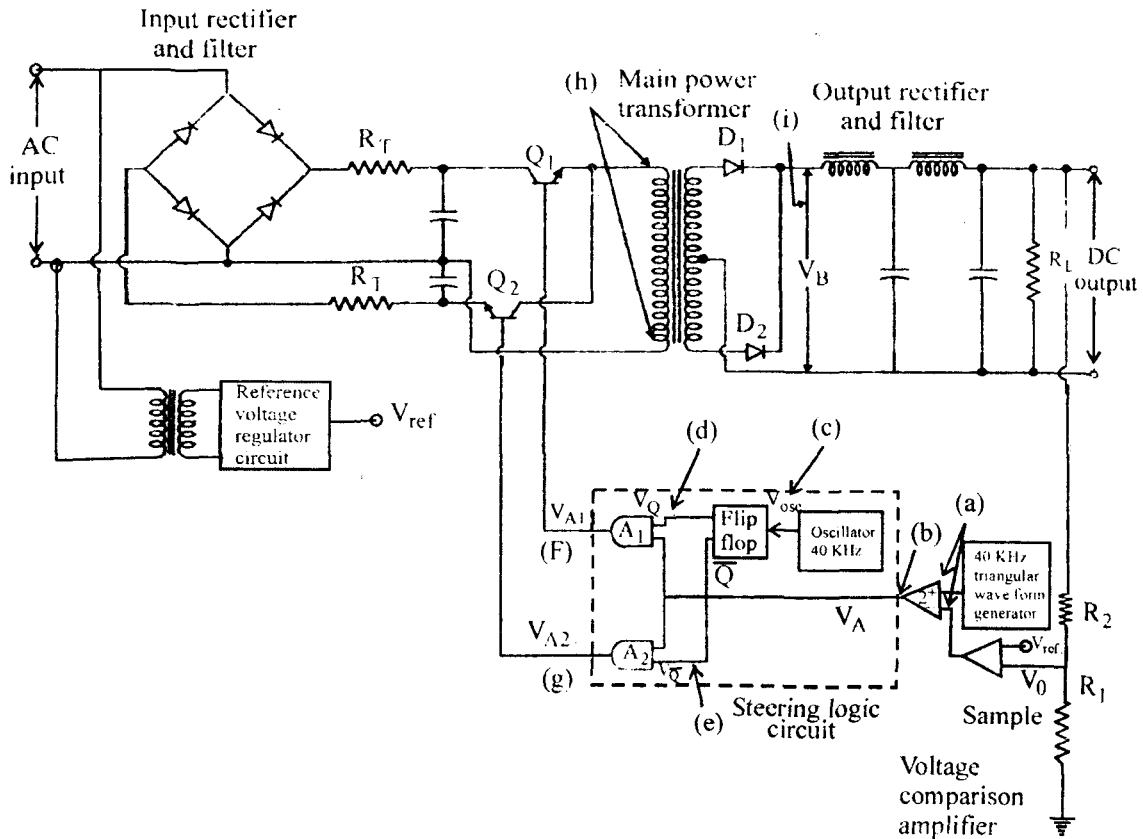 Input rectifier
and filter
(h)
Main power
transformer
(i)
Output rectifier
and filter
AC
input
R_T
Q_1
D_1
R_T
Q_2
V_B
R_L
DC
output
D_2
Reference
voltage
regulator
circuit
V_ref
(d)
(c)
V_A1
V_Q
V_osc
(a)
(F)
A_1
Flip
flop
Oscillator
40 KHz
(b)
40 KHz
triangular
wave form
generator
Q̅
2
+
−
V_A
R_2
V_A2
A_2
V_Q̅
V_ref.
V_0
R_1
(g)
(e)
Steering logic
circuit
Sample
Voltage
comparison
amplifier